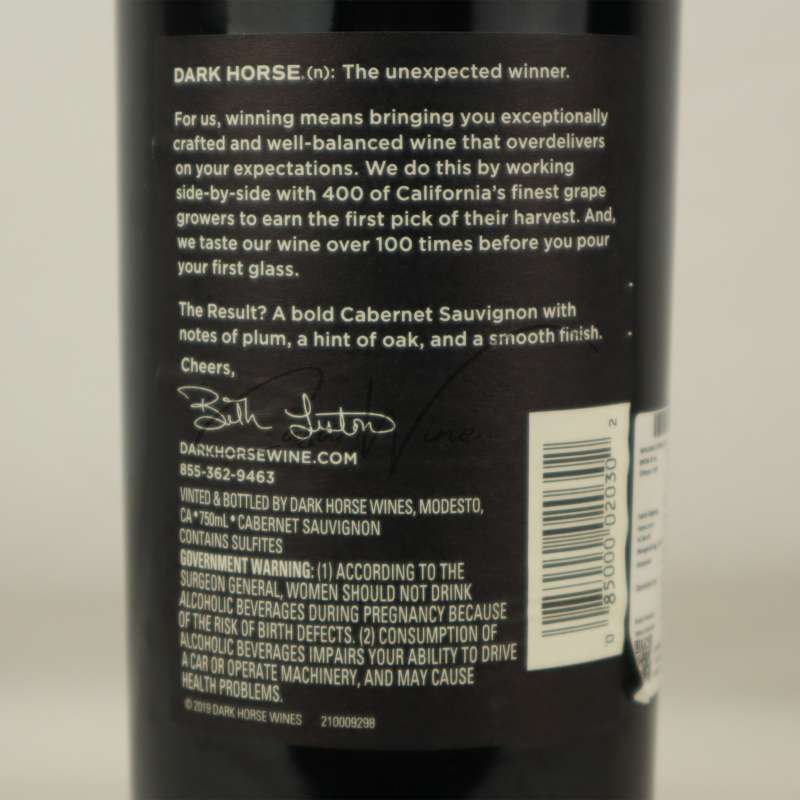 DARK HORSE.(n): The unexpected winner.
For us, winning means bringing you exceptionally
crafted and well-balanced wine that overdelivers
on your expectations. We do this by working
side-by-side with 400 of California's finest grape
growers to earn the first pick of their harvest. And,
we taste our wine over 100 times before you pour
your first glass.
The Result? A bold Cabernet Sauvignon with
notes of plum, a hint of oak, and a smooth finish.
Cheers,
Beth Liston
DARKHORSEWINE.COM
855-362-9463
VINTED & BOTTLED BY DARK HORSE WINES, MODESTO,
CA * 750mL * CABERNET SAUVIGNON
CONTAINS SULFITES
GOVERNMENT WARNING: (1) ACCORDING TO THE
SURGEON GENERAL, WOMEN SHOULD NOT DRINK
ALCOHOLIC BEVERAGES DURING PREGNANCY BECAUSE
OF THE RISK OF BIRTH DEFECTS. (2) CONSUMPTION OF
ALCOHOLIC BEVERAGES IMPAIRS YOUR ABILITY TO DRIVE
A CAR OR OPERATE MACHINERY, AND MAY CAUSE
HEALTH PROBLEMS.
© 2019 DARK HORSE WINES 210009298
0 85000 02030 2
Wine